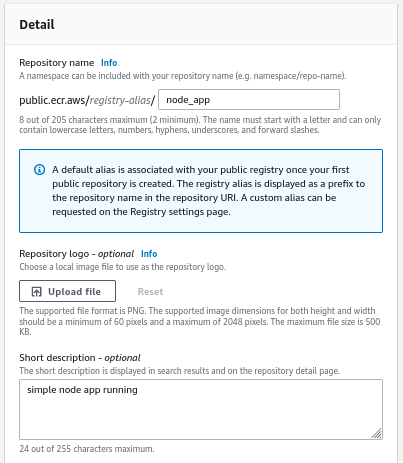 Detail
Repository name Info
A namespace can be included with your repository name (e.g. namespace/repo-name).
public.ecr.aws/registry-alias/ node_app
8 out of 205 characters maximum (2 minimum). The name must start with a letter and can only
contain lowercase letters, numbers, hyphens, underscores, and forward slashes.
A default alias is associated with your public registry once your first
public repository is created. The registry alias is displayed as a prefix to
the repository name in the repository URI. A custom alias can be
requested on the Registry settings page.
Repository logo - optional Info
Choose a local image file to use as the repository logo.
Upload file Reset
The supported file format is PNG. The supported image dimensions for both height and width
should be a minimum of 60 pixels and a maximum of 2048 pixels. The maximum file size is 500
KB.
Short description - optional
The short description is displayed in search results and on the repository detail page.
simple node app running
24 out of 255 characters maximum.